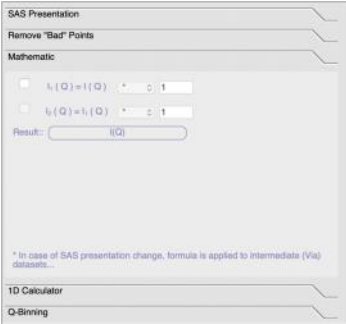 SAS Presentation
Remove "Bad" Points
Mathematic
I₁ ( Q ) = I ( Q ) * 1
I₂ ( Q ) = I₁ ( Q ) * 1
Result:: I(Q)
* In case of SAS presentation change, formula is applied to intermediate (Via)
datasets...
1D Calculator
Q-Binning